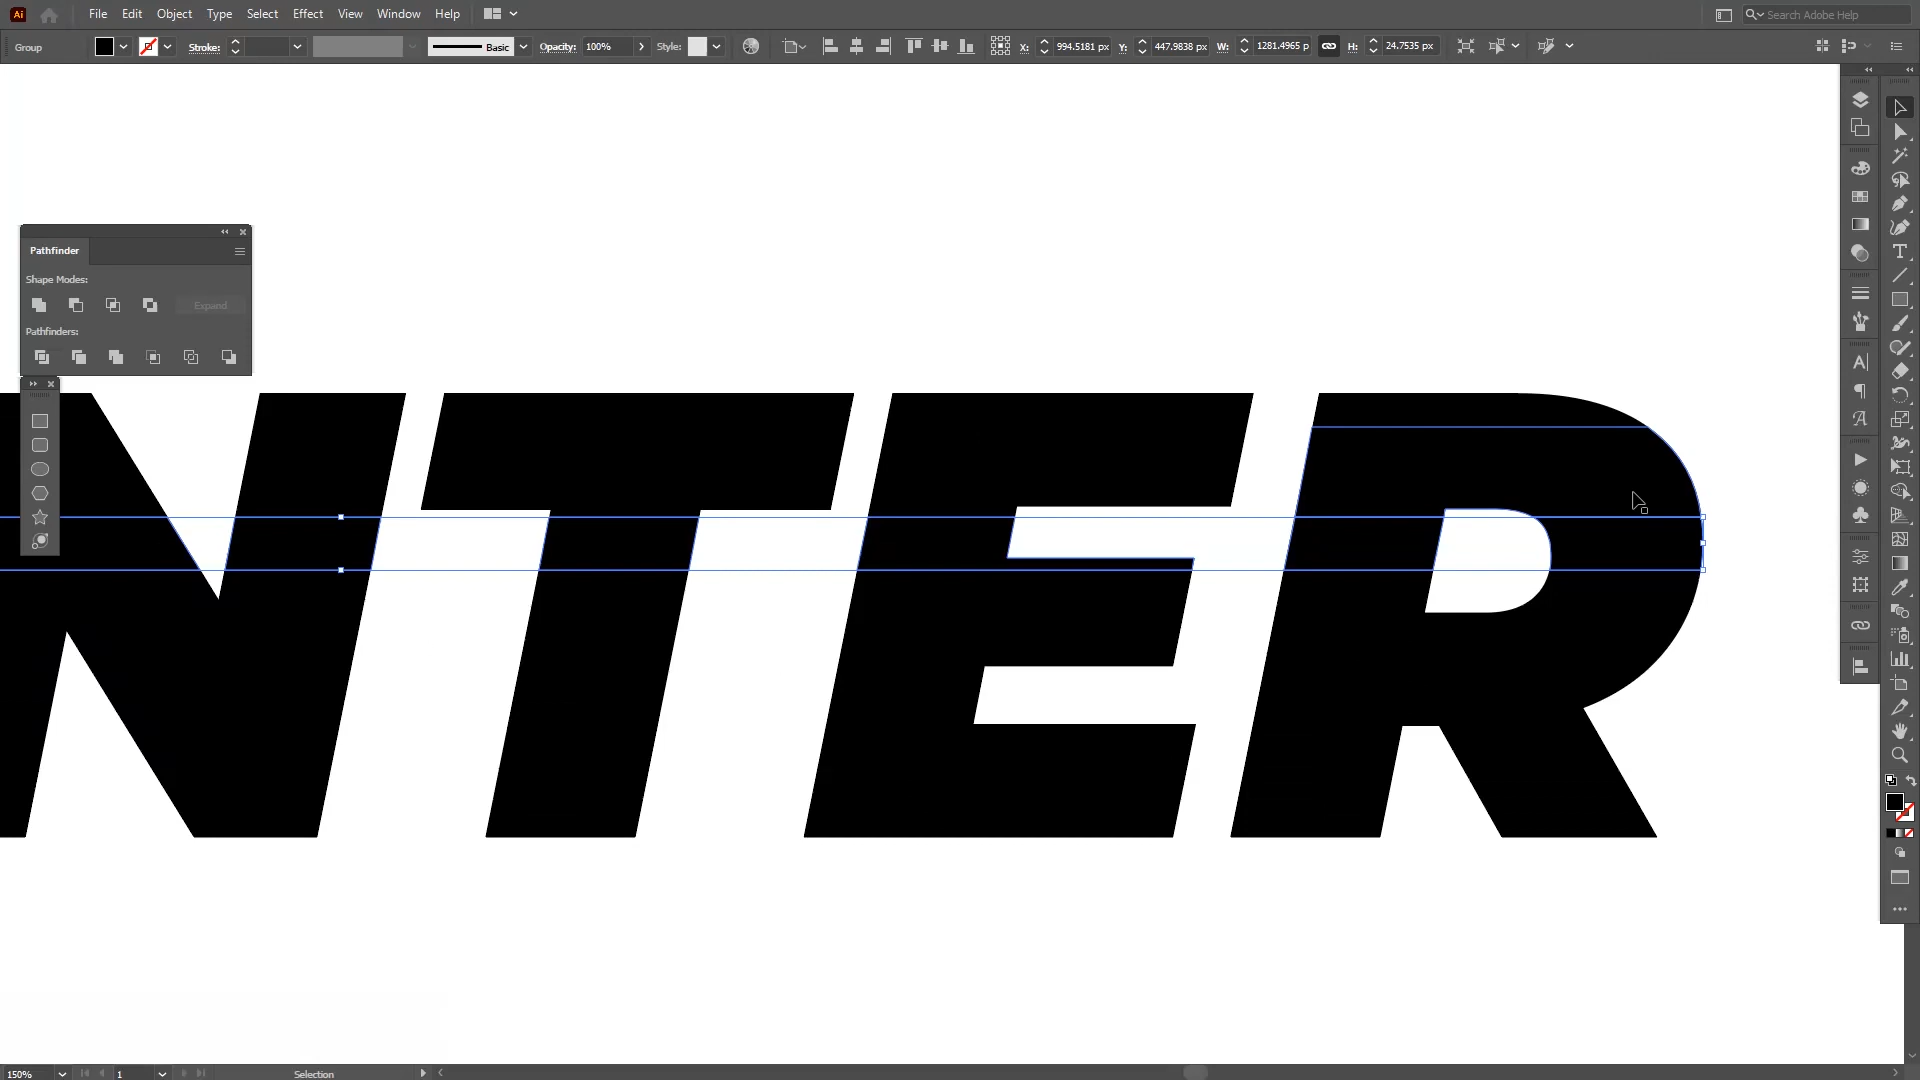 Ai File Edit Object Type Select Effect View Window Help Search Adobe Help
Group Stroke: Basic Opacity: 100% Style: X: 994.5181 px Y: 447.9838 px W: 1281.4965 p H: 24.7535 px
Pathfinder
Shape Modes:
Expand
Pathfinders:
NTER
150% 1 Selection